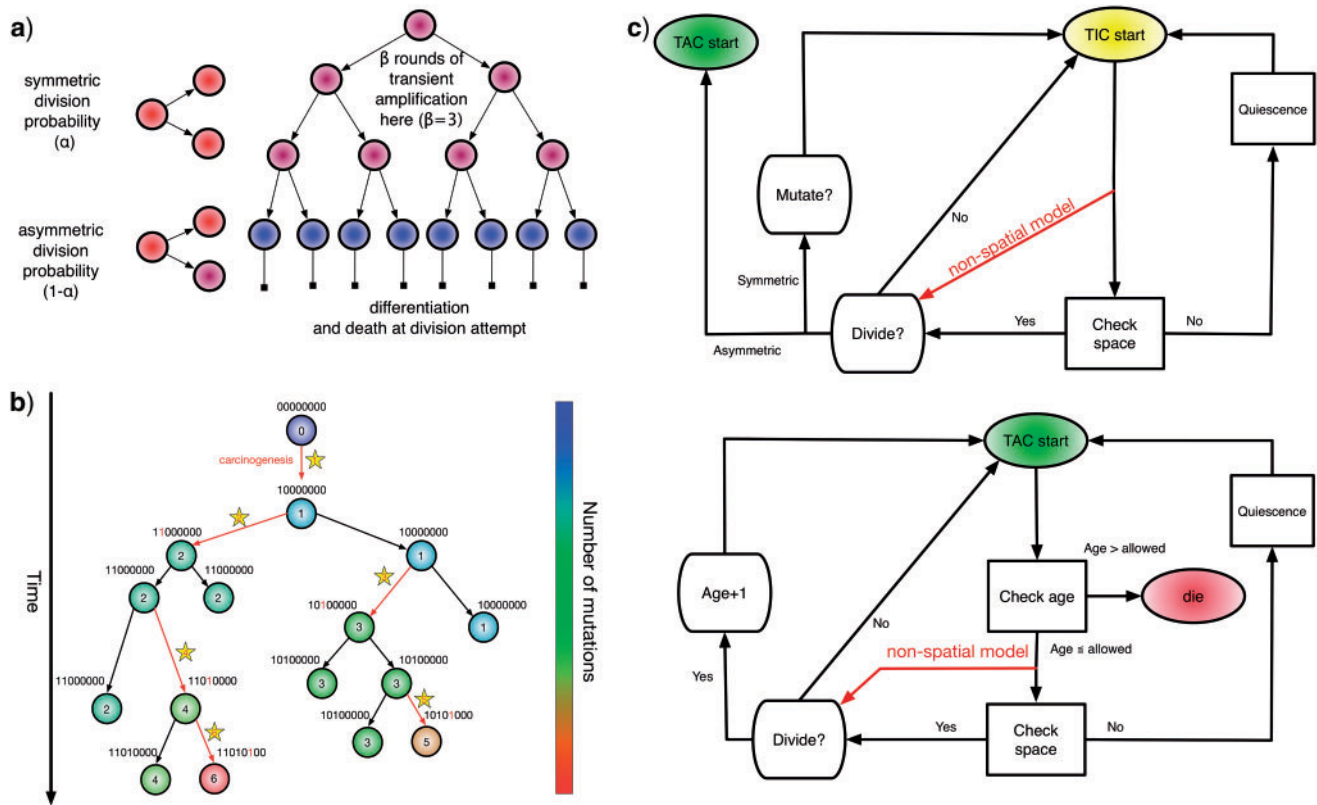 a)
symmetric
division
probability
(α)
asymmetric
division
probability
(1-α)
β rounds of
transient
amplification
here (β=3)
differentiation
and death at division attempt
b)
Time
00000000
0
carcinogenesis
10000000
1
11000000
2
10000000
1
11000000
2
11000000
2
10100000
3
10000000
1
11000000
2
11010000
4
10100000
3
10100000
3
10100000
3
10101000
5
11010000
4
11010100
6
Number of mutations
c)
TAC start
TIC start
Quiescence
Mutate?
No
non-spatial model
Symmetric
Asymmetric
Divide?
Yes
Check
space
No
TAC start
Quiescence
Age > allowed
Age+1
Check age
die
No
non-spatial model
Age ≤ allowed
Yes
Divide?
Yes
Check
space
No